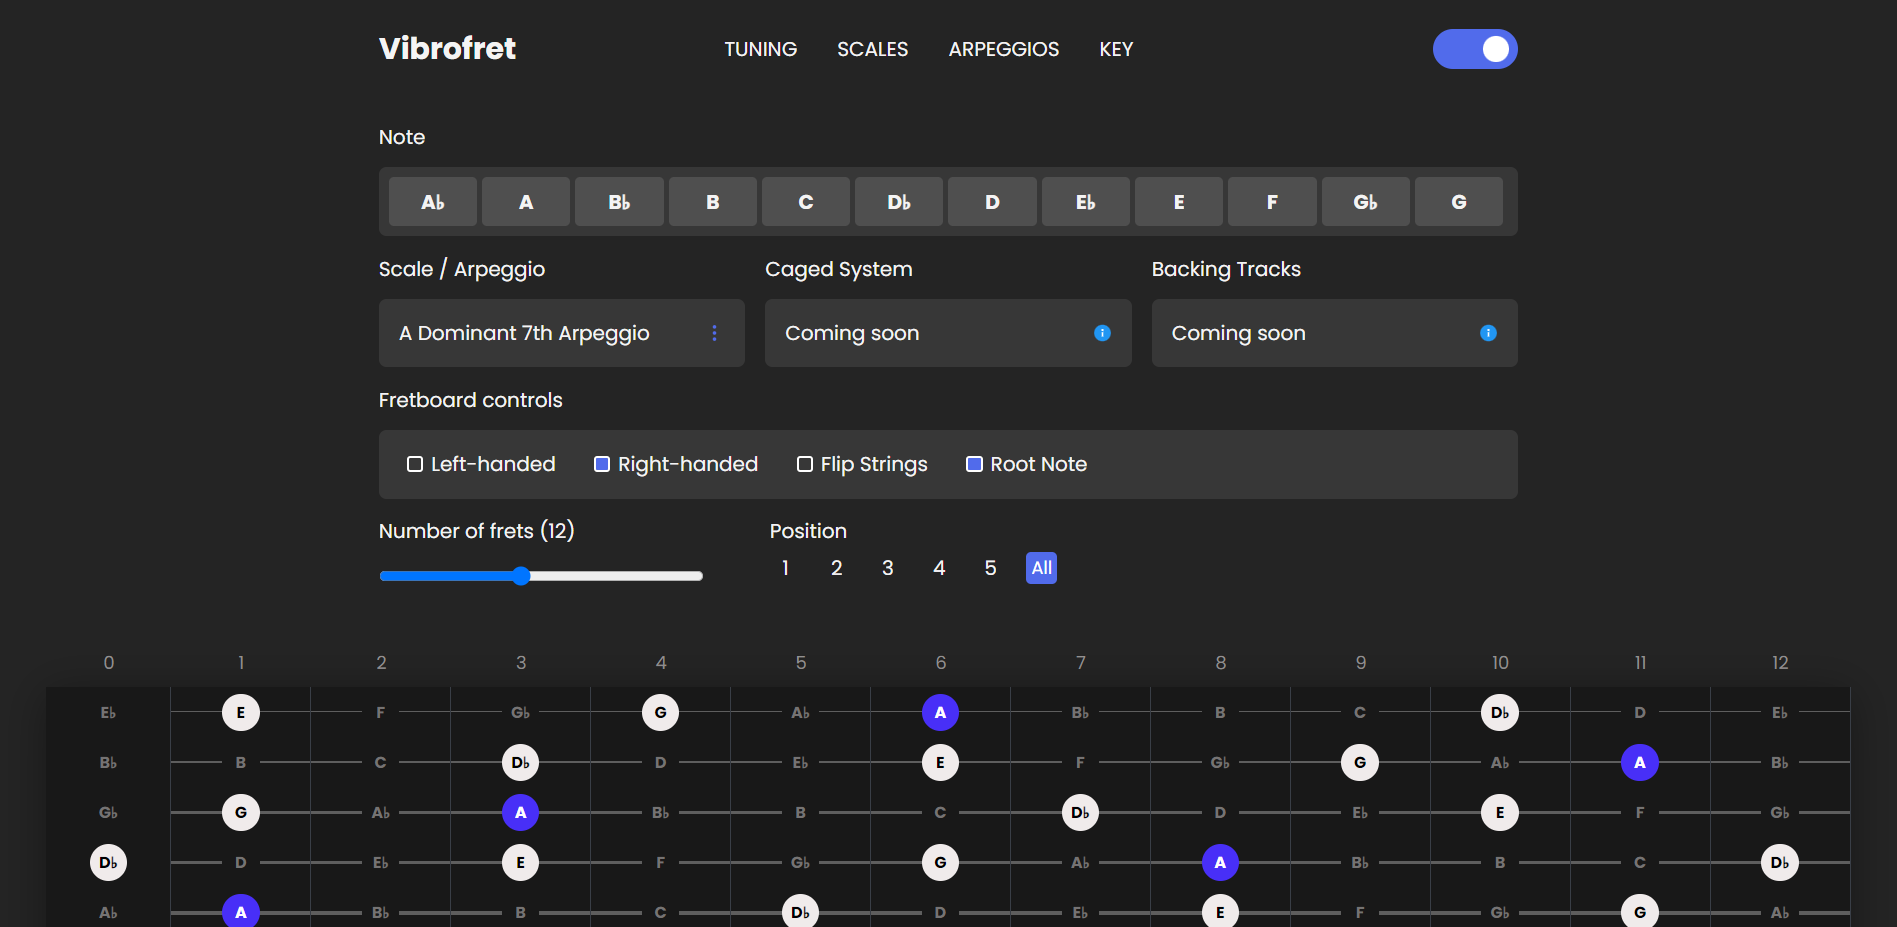 Vibrofret TUNING SCALES ARPEGGIOS KEY
Note
A♭ A B♭ B C D♭ D E♭ E F G♭ G
Scale / Arpeggio Caged System Backing Tracks
A Dominant 7th Arpeggio Coming soon Coming soon
Fretboard controls
Left-handed Right-handed Flip Strings Root Note
Number of frets (12) Position
1 2 3 4 5 All
0 1 2 3 4 5 6 7 8 9 10 11 12
E♭ E F G♭ G A♭ A B♭ B C D♭ D E♭
B♭ B C D♭ D E♭ E F G♭ G A♭ A B♭
G♭ G A♭ A B♭ B C D♭ D E♭ E F G♭
D♭ D E♭ E F G♭ G A♭ A B♭ B C D♭
A♭ A B♭ B C D♭ D E♭ E F G♭ G A♭